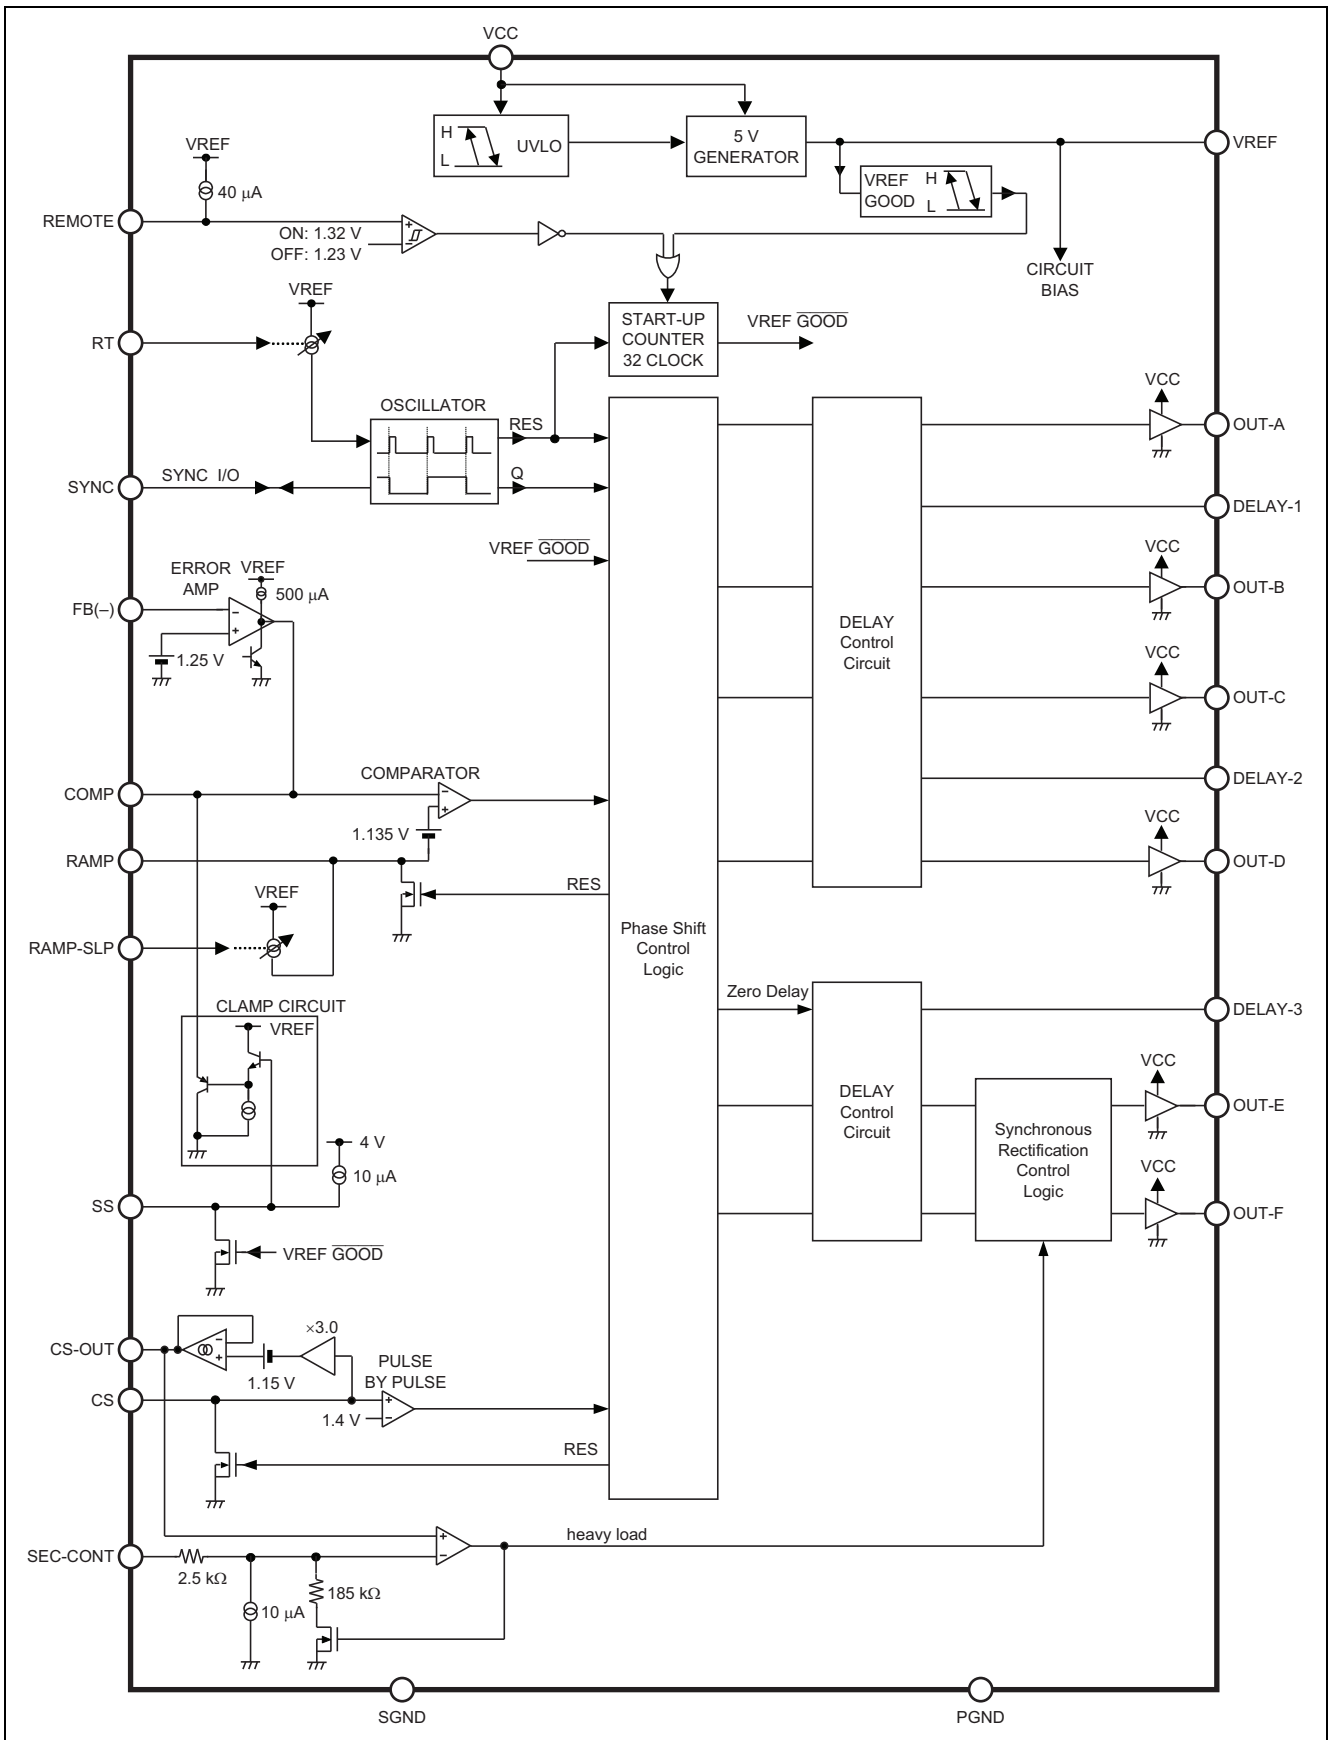 VCC
H
L
UVLO
5 V
GENERATOR
VREF
VREF
GOOD
H
L
CIRCUIT
BIAS
VREF
40 μA
REMOTE
ON: 1.32 V
OFF: 1.23 V
+
−
VREF
RT
START-UP
COUNTER
32 CLOCK
VREF G̅O̅O̅D̅
OSCILLATOR
RES
Q
SYNC
SYNC I/O
VREF G̅O̅O̅D̅
ERROR
AMP
VREF
500 μA
FB(−)
−
+
1.25 V
COMP
COMPARATOR
−
+
1.135 V
RAMP
RES
VREF
RAMP-SLP
Phase Shift
Control
Logic
DELAY
Control
Circuit
VCC
OUT-A
DELAY-1
VCC
OUT-B
VCC
OUT-C
DELAY-2
VCC
OUT-D
Zero Delay
DELAY-3
DELAY
Control
Circuit
Synchronous
Rectification
Control
Logic
VCC
OUT-E
VCC
OUT-F
CLAMP CIRCUIT
VREF
4 V
10 μA
SS
VREF G̅O̅O̅D̅
CS-OUT
−
+
×3.0
1.15 V
CS
PULSE
BY PULSE
+
−
1.4 V
RES
heavy load
+
−
SEC-CONT
2.5 kΩ
185 kΩ
10 μA
SGND
PGND